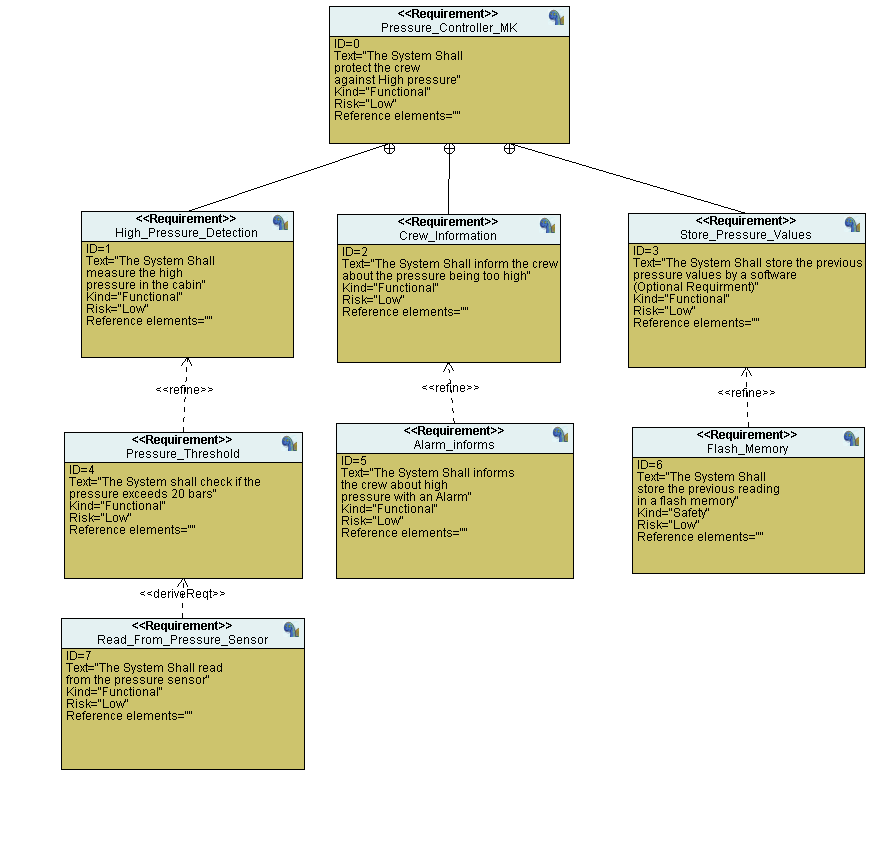 <<Requirement>>
Pressure_Controller_MK
ID=0
Text="The System Shall
protect the crew
against High pressure"
Kind="Functional"
Risk="Low"
Reference elements=""
<<Requirement>>
High_Pressure_Detection
ID=1
Text="The System Shall
measure the high
pressure in the cabin"
Kind="Functional"
Risk="Low"
Reference elements=""
<<Requirement>>
Crew_Information
ID=2
Text="The System Shall inform the crew
about the pressure being too high"
Kind="Functional"
Risk="Low"
Reference elements=""
<<Requirement>>
Store_Pressure_Values
ID=3
Text="The System Shall store the previous
pressure values by a software
(Optional Requirment)"
Kind="Functional"
Risk="Low"
Reference elements=""
<<refine>>
<<refine>>
<<refine>>
<<Requirement>>
Pressure_Threshold
ID=4
Text="The System shall check if the
pressure exceeds 20 bars"
Kind="Functional"
Risk="Low"
Reference elements=""
<<Requirement>>
Alarm_informs
ID=5
Text="The System Shall informs
the crew about high
pressure with an Alarm"
Kind="Functional"
Risk="Low"
Reference elements=""
<<Requirement>>
Flash_Memory
ID=6
Text="The System Shall
store the previous reading
in a flash memory"
Kind="Safety"
Risk="Low"
Reference elements=""
<<deriveReqt>>
<<Requirement>>
Read_From_Pressure_Sensor
ID=7
Text="The System Shall read
from the pressure sensor"
Kind="Functional"
Risk="Low"
Reference elements=""